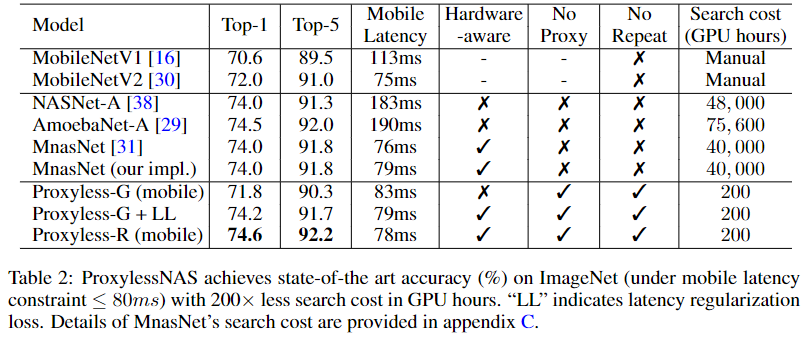 Model Top-1 Top-5 Mobile Latency Hardware -aware No Proxy No Repeat Search cost (GPU hours)
MobileNetV1 [16] 70.6 89.5 113ms - - ✗ Manual
MobileNetV2 [30] 72.0 91.0 75ms - - ✗ Manual
NASNet-A [38] 74.0 91.3 183ms ✗ ✗ ✗ 48, 000
AmoebaNet-A [29] 74.5 92.0 190ms ✗ ✗ ✗ 75, 600
MnasNet [31] 74.0 91.8 76ms ✓ ✗ ✗ 40, 000
MnasNet (our impl.) 74.0 91.8 79ms ✓ ✗ ✗ 40, 000
Proxyless-G (mobile) 71.8 90.3 83ms ✗ ✓ ✓ 200
Proxyless-G + LL 74.2 91.7 79ms ✓ ✓ ✓ 200
Proxyless-R (mobile) 74.6 92.2 78ms ✓ ✓ ✓ 200
Table 2: ProxylessNAS achieves state-of-the art accuracy (%) on ImageNet (under mobile latency
constraint ≤ 80ms) with 200× less search cost in GPU hours. “LL” indicates latency regularization
loss. Details of MnasNet’s search cost are provided in appendix C.